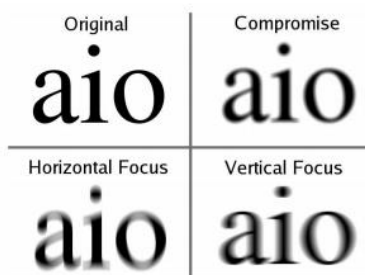 Original
aio
Compromise
aio
Horizontal Focus
aio
Vertical Focus
aio